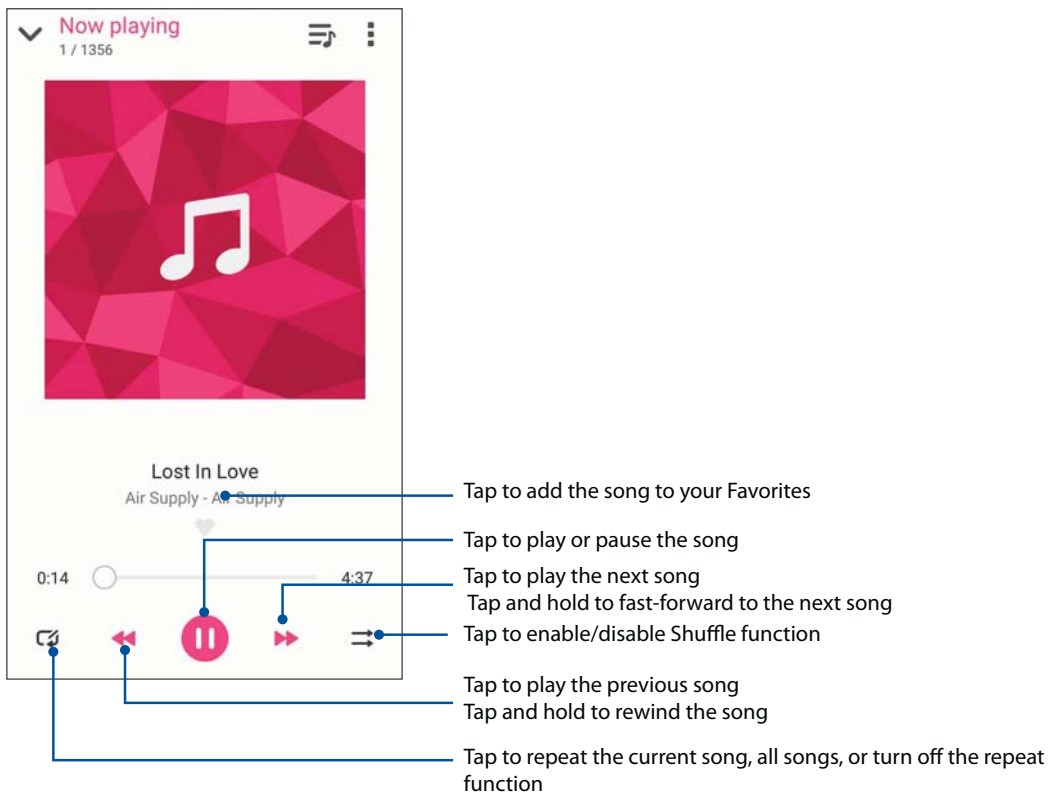 Now playing
1 / 1356
Lost In Love
Air Supply - Air Supply
Tap to add the song to your Favorites
Tap to play or pause the song
0:14
4:37
Tap to play the next song
Tap and hold to fast-forward to the next song
Tap to enable/disable Shuffle function
Tap to play the previous song
Tap and hold to rewind the song
Tap to repeat the current song, all songs, or turn off the repeat
function